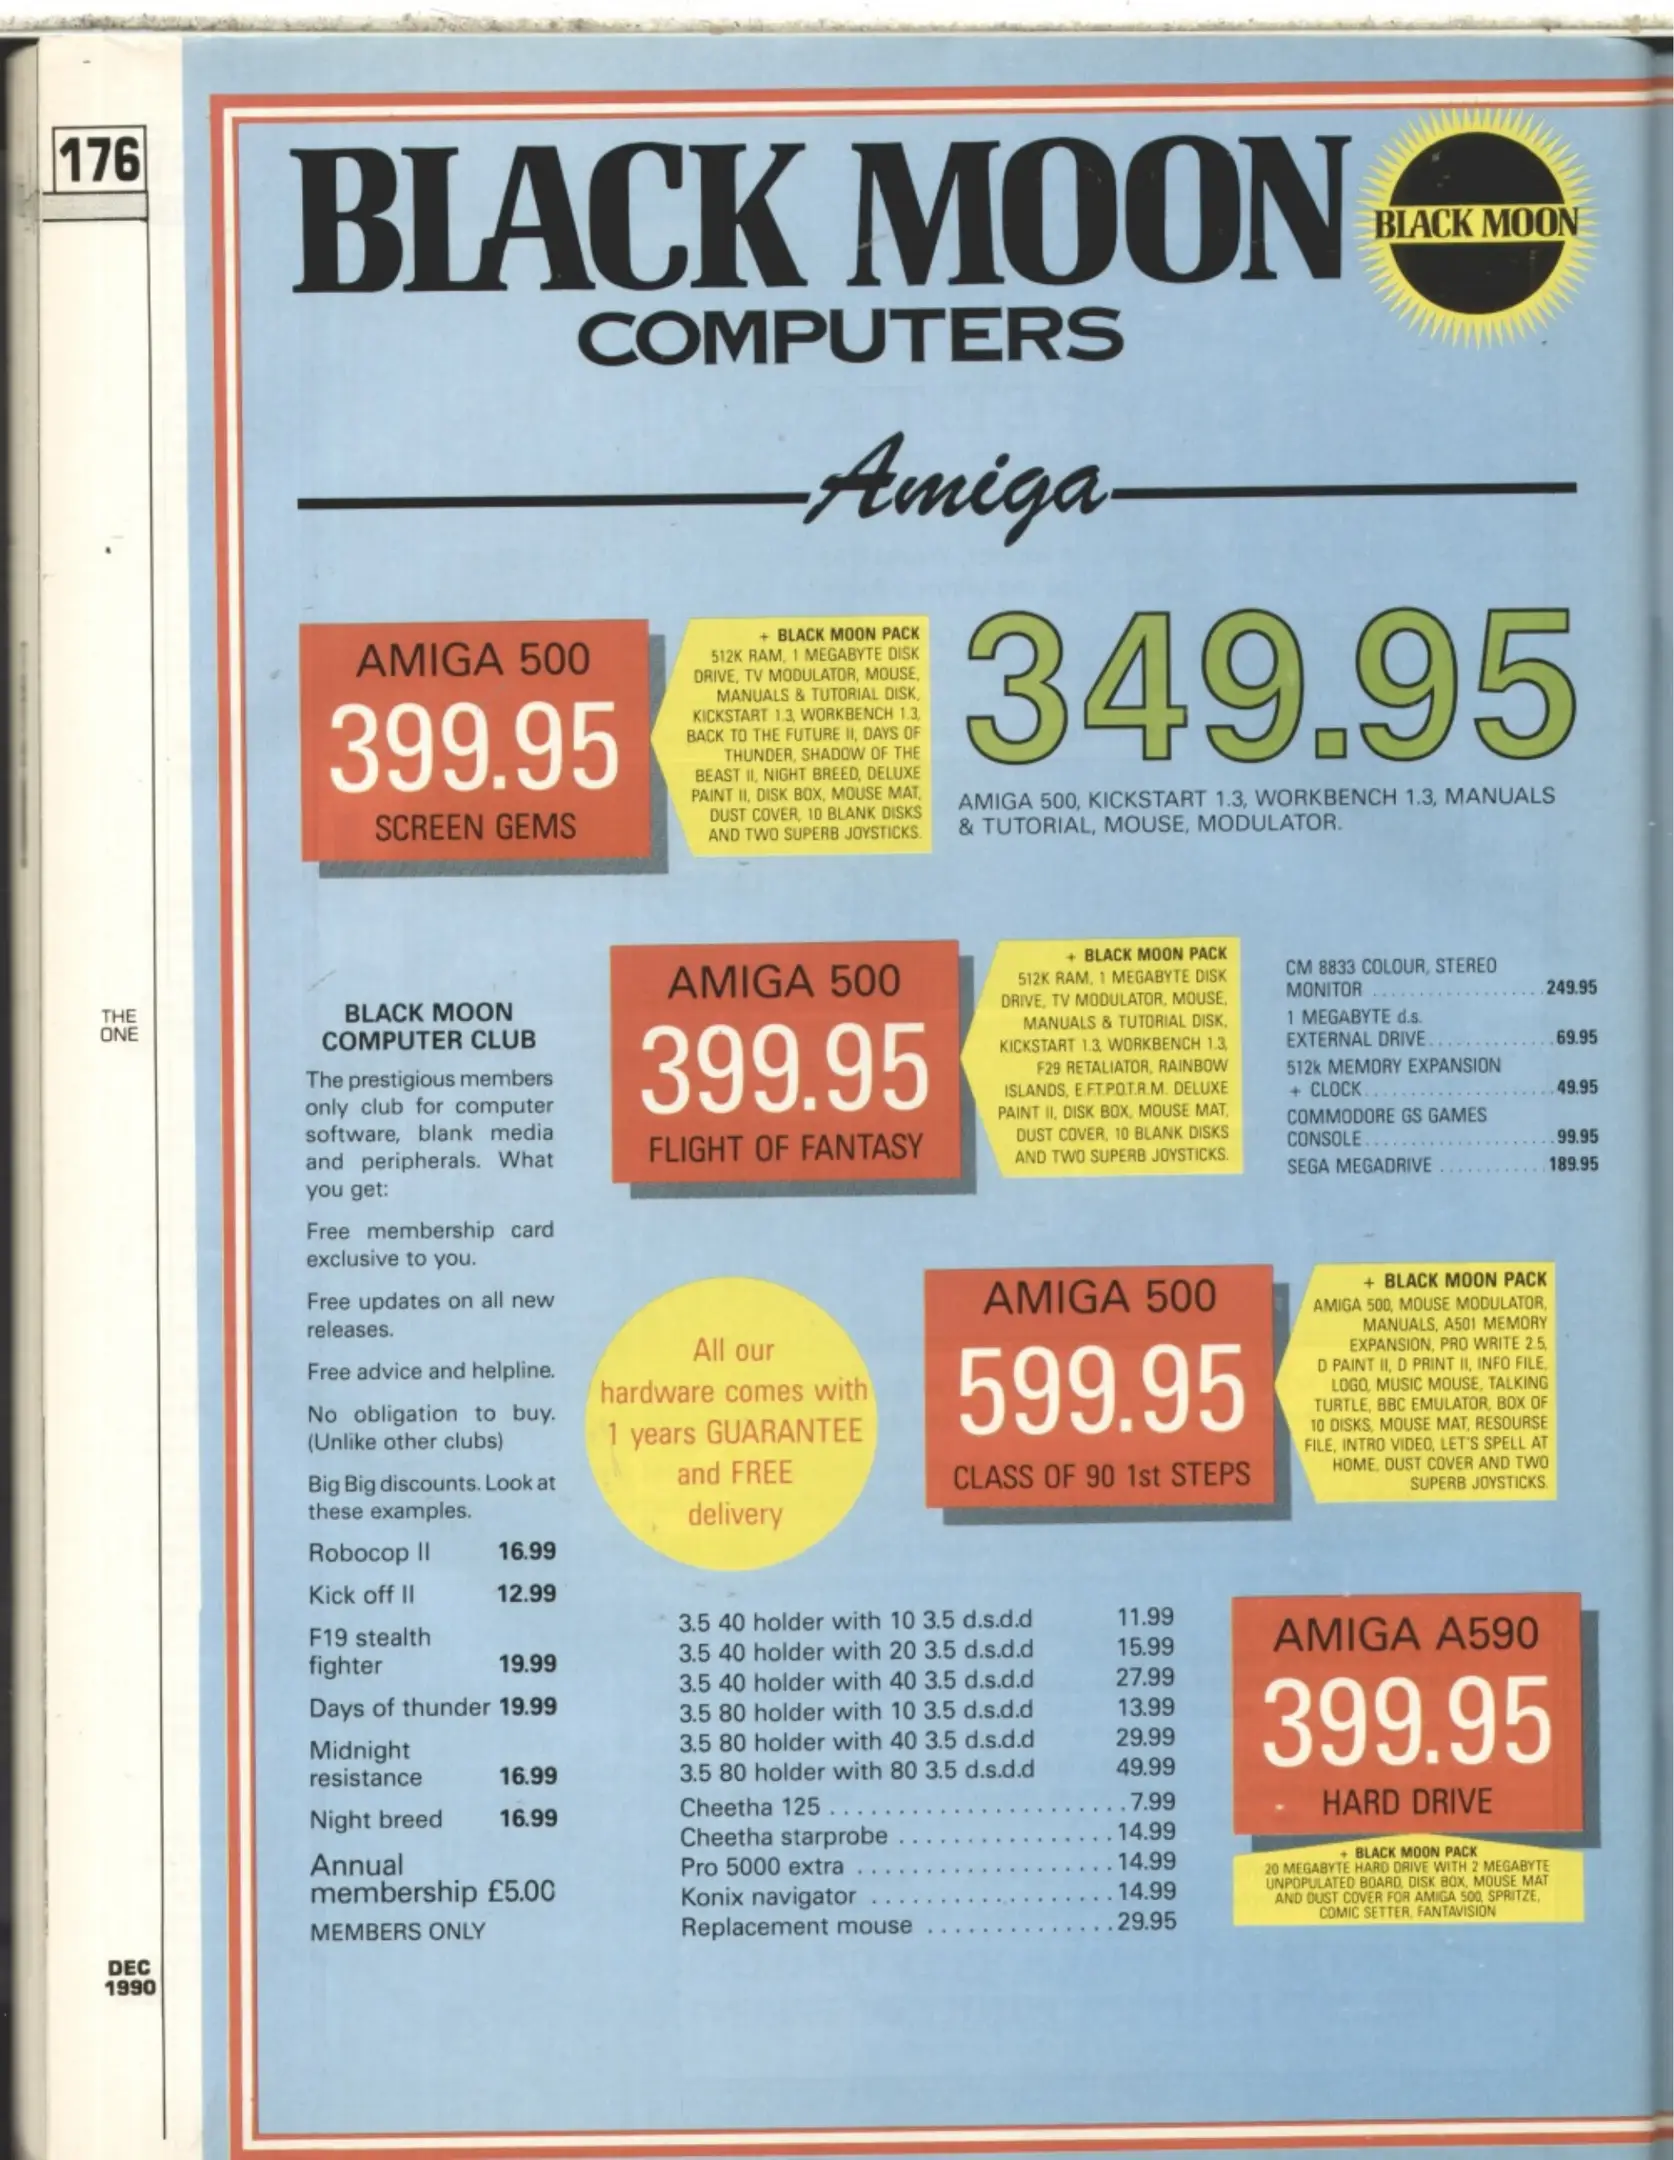 176
BLACK MOON
BLACK MOON
COMPUTERS
Amiga
AMIGA 500
399.95
SCREEN GEMS
+ BLACK MOON PACK
512K RAM, 1 MEGABYTE DISK
DRIVE, TV MODULATOR, MOUSE,
MANUALS & TUTORIAL DISK,
KICKSTART 1.3, WORKBENCH 1.3,
BACK TO THE FUTURE II, DAYS OF
THUNDER, SHADOW OF THE
BEAST II, NIGHT BREED, DELUXE
PAINT II, DISK BOX, MOUSE MAT,
DUST COVER, 10 BLANK DISKS
AND TWO SUPERB JOYSTICKS.
349.95
AMIGA 500, KICKSTART 1.3, WORKBENCH 1.3, MANUALS
& TUTORIAL, MOUSE, MODULATOR.
THE
ONE
BLACK MOON
COMPUTER CLUB
The prestigious members
only club for computer
software, blank media
and peripherals. What
you get:
Free membership card
exclusive to you.
Free updates on all new
releases.
Free advice and helpline.
No obligation to buy.
(Unlike other clubs)
Big Big discounts. Look at
these examples.
Robocop II 16.99
Kick off II 12.99
F19 stealth
fighter 19.99
Days of thunder 19.99
Midnight
resistance 16.99
Night breed 16.99
Annual
membership £5.00
MEMBERS ONLY
AMIGA 500
399.95
FLIGHT OF FANTASY
+ BLACK MOON PACK
512K RAM, 1 MEGABYTE DISK
DRIVE, TV MODULATOR, MOUSE,
MANUALS & TUTORIAL DISK,
KICKSTART 1.3, WORKBENCH 1.3,
F29 RETALIATOR, RAINBOW
ISLANDS, E.F.T.P.O.T.R.M. DELUXE
PAINT II, DISK BOX, MOUSE MAT,
DUST COVER, 10 BLANK DISKS
AND TWO SUPERB JOYSTICKS.
CM 8833 COLOUR, STEREO
MONITOR ................... 249.95
1 MEGABYTE d.s.
EXTERNAL DRIVE.............. 69.95
512k MEMORY EXPANSION
+ CLOCK..................... 49.95
COMMODORE GS GAMES
CONSOLE..................... 99.95
SEGA MEGADRIVE ............ 189.95
All our
hardware comes with
1 years GUARANTEE
and FREE
delivery
AMIGA 500
599.95
CLASS OF 90 1st STEPS
+ BLACK MOON PACK
AMIGA 500, MOUSE MODULATOR,
MANUALS, A501 MEMORY
EXPANSION, PRO WRITE 2.5,
D PAINT II, D PRINT II, INFO FILE,
LOGO, MUSIC MOUSE, TALKING
TURTLE, BBC EMULATOR, BOX OF
10 DISKS, MOUSE MAT, RESOURSE
FILE, INTRO VIDEO, LET'S SPELL AT
HOME, DUST COVER AND TWO
SUPERB JOYSTICKS.
3.5 40 holder with 10 3.5 d.s.d.d 11.99
3.5 40 holder with 20 3.5 d.s.d.d 15.99
3.5 40 holder with 40 3.5 d.s.d.d 27.99
3.5 80 holder with 10 3.5 d.s.d.d 13.99
3.5 80 holder with 40 3.5 d.s.d.d 29.99
3.5 80 holder with 80 3.5 d.s.d.d 49.99
Cheetha 125 ...................... 7.99
Cheetha starprobe ................ 14.99
Pro 5000 extra ................... 14.99
Konix navigator .................. 14.99
Replacement mouse .............. 29.95
AMIGA A590
399.95
HARD DRIVE
+ BLACK MOON PACK
20 MEGABYTE HARD DRIVE WITH 2 MEGABYTE
UNPOPULATED BOARD, DISK BOX, MOUSE MAT
AND DUST COVER FOR AMIGA 500, SPRITZE,
COMIC SETTER, FANTAVISION
DEC
1990